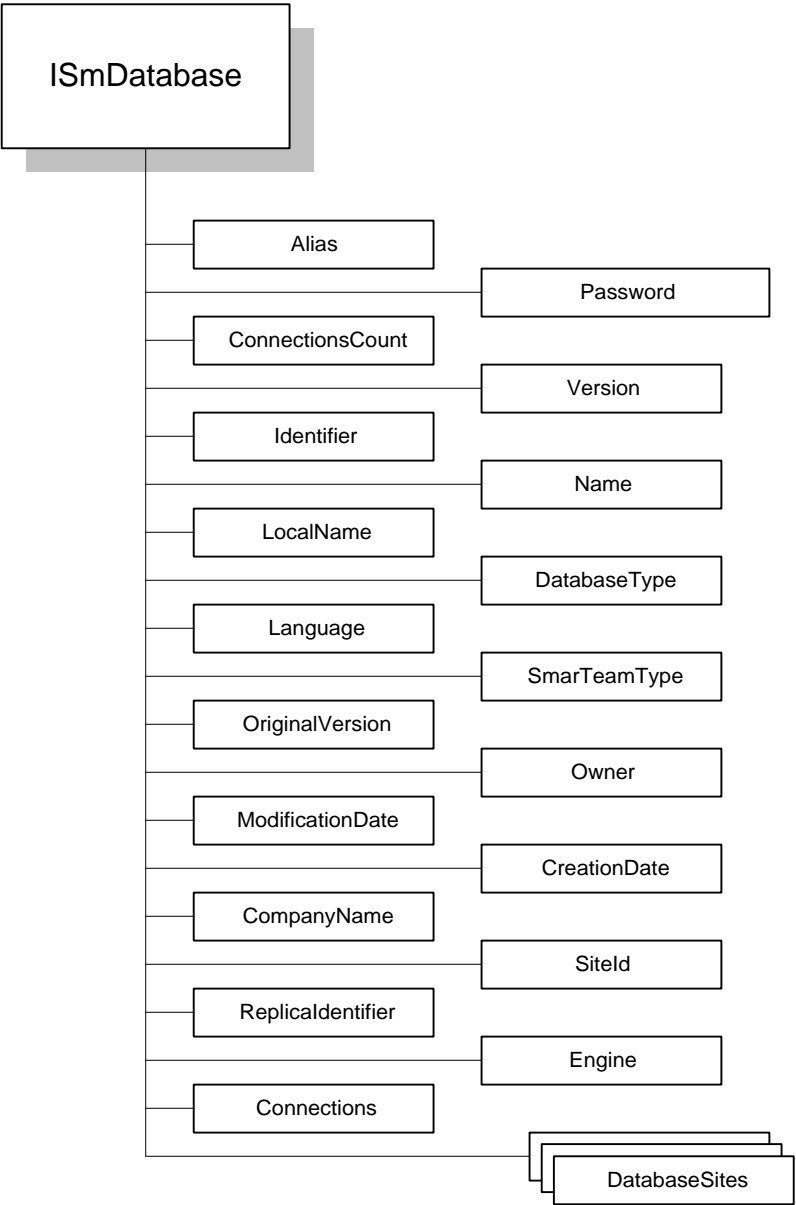 ISmDatabase
Alias
Password
ConnectionsCount
Version
Identifier
Name
LocalName
DatabaseType
Language
SmarTeamType
OriginalVersion
Owner
ModificationDate
CreationDate
CompanyName
SiteId
ReplicaIdentifier
Engine
Connections
DatabaseSites